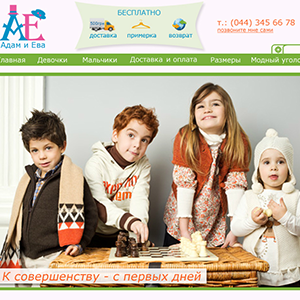 АЕ
Адам и Ева
БЕСПЛАТНО
доставка примерка возврат
т.: (044) 345 66 78
позвоните мне сами
Главная Девочки Мальчики Доставка и оплата Размеры Модный уголо
К совершенству - с первых дней